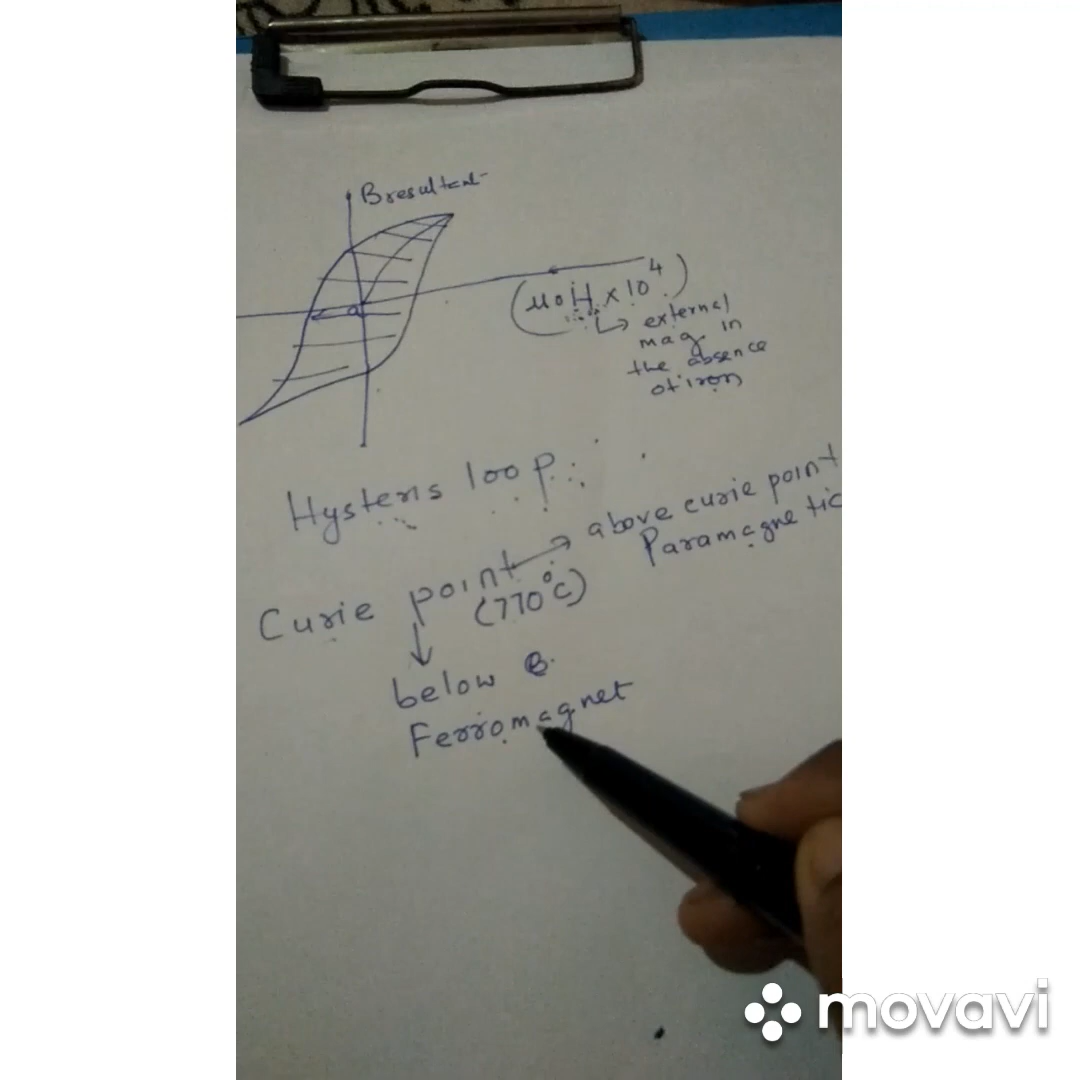 Bresultant
a
(μoH × 10⁴)
external
mag in
the absence
of iron
Hysteris loop
above curie point
Paramagnetic
Curie point
(770°C)
below
Ferromagnet
movavi